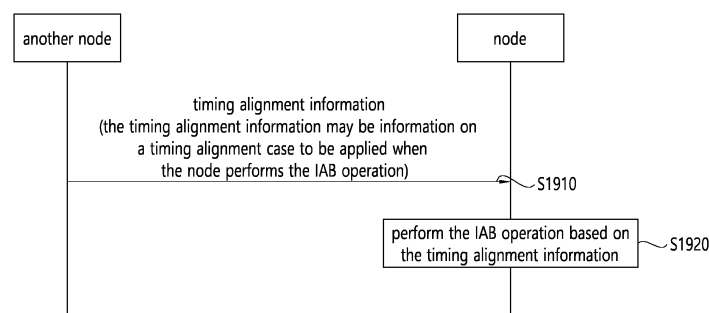 another node
node
timing alignment information
(the timing alignment information may be information on
a timing alignment case to be applied when
the node performs the IAB operation)
S1910
perform the IAB operation based on
the timing alignment information
S1920